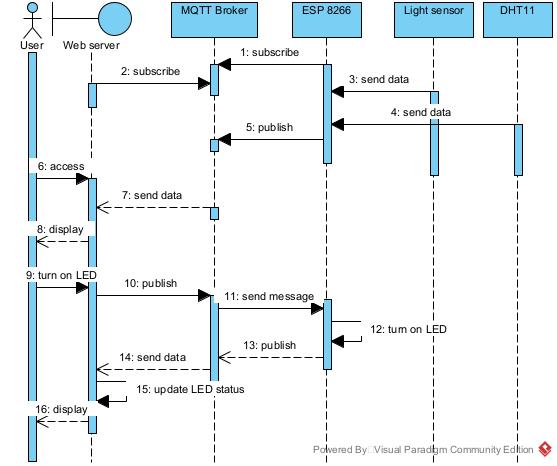 MQTT Broker
ESP 8266
Light sensor
DHT11
User
Web server
1: subscribe
2: subscribe
3: send data
4: send data
5: publish
6: access
7: send data
8: display
9: turn on LED
10: publish
11: send message
12: turn on LED
13: publish
14: send data
15: update LED status
16: display
Powered By Visual Paradigm Community Edition